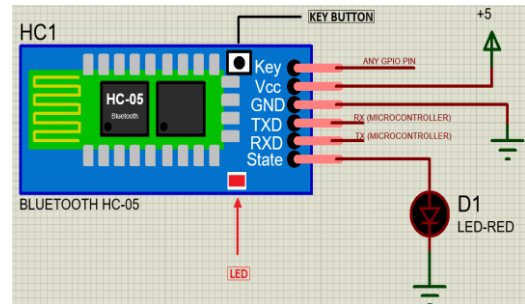 KEY BUTTON
+5
HC1
Key
ANY GPIO PIN
Vcc
HC-05
Bluetooth
GND
TXD
RX (MICROCONTROLLER)
RXD
TX (MICROCONTROLLER)
State
BLUETOOTH HC-05
D1
LED-RED
LED